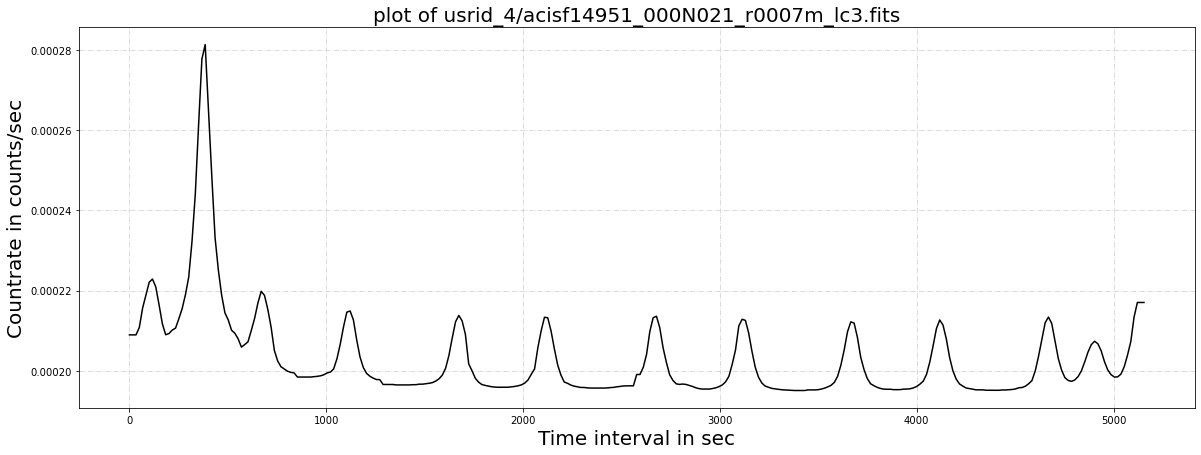 plot of usrid_4/acisf14951_000N021_r0007m_lc3.fits
Countrate in counts/sec
0.00028
0.00026
0.00024
0.00022
0.00020
0 1000 2000 3000 4000 5000
Time interval in sec